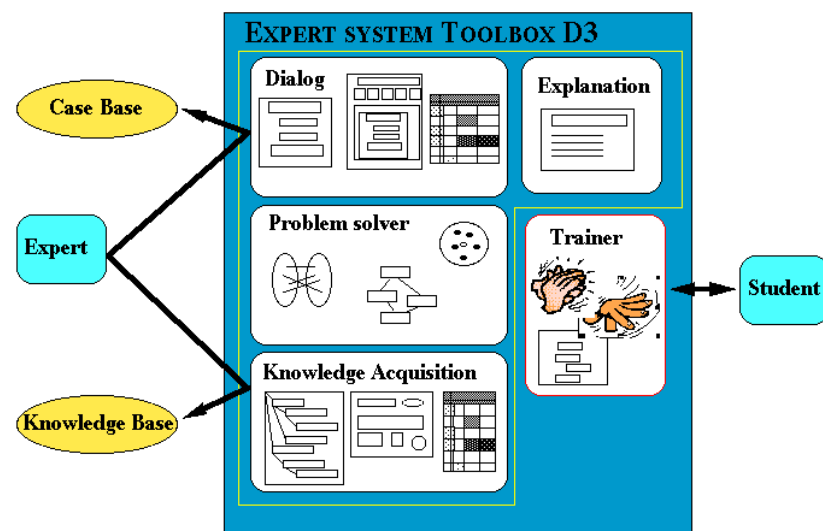 EXPERT SYSTEM TOOLBOX D3
Dialog
Explanation
Case Base
Problem solver
Trainer
Expert
Student
Knowledge Acquisition
Knowledge Base